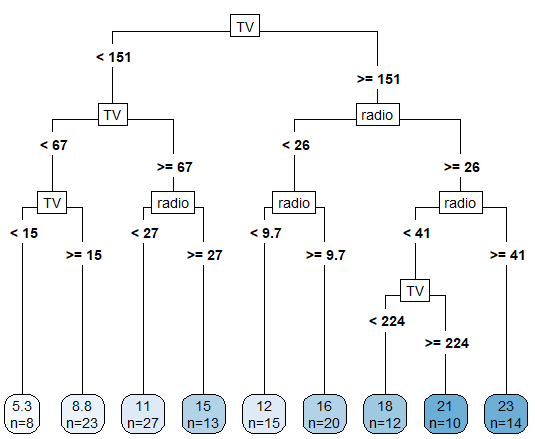 TV
< 151
>= 151
TV
radio
< 67
>= 67
< 26
>= 26
TV
radio
radio
radio
< 15
>= 15
< 27
>= 27
< 9.7
>= 9.7
< 41
>= 41
TV
< 224
>= 224
5.3
n=8
8.8
n=23
11
n=27
15
n=13
12
n=15
16
n=20
18
n=12
21
n=10
23
n=14